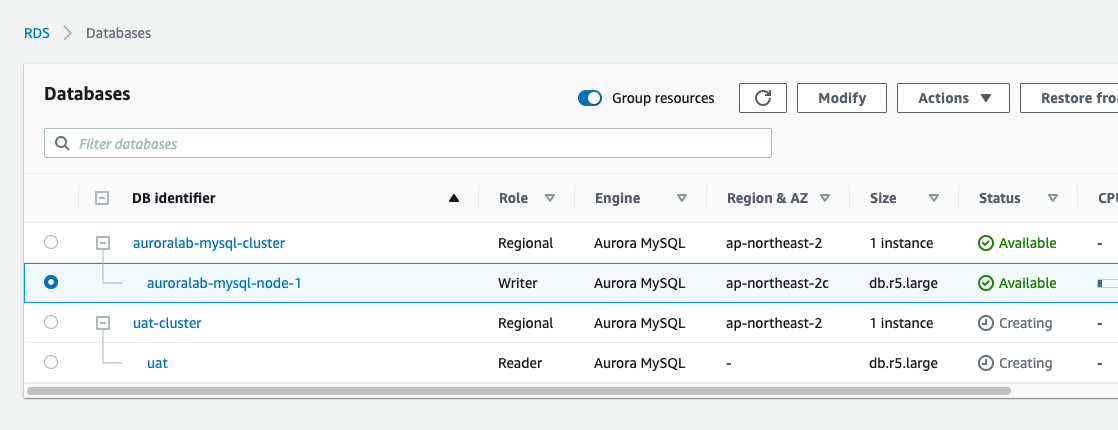 RDS > Databases
Databases Group resources Modify Actions Restore fro
Filter databases
DB identifier Role Engine Region & AZ Size Status CPU
auroralab-mysql-cluster Regional Aurora MySQL ap-northeast-2 1 instance Available -
auroralab-mysql-node-1 Writer Aurora MySQL ap-northeast-2c db.r5.large Available
uat-cluster Regional Aurora MySQL ap-northeast-2 1 instance Creating -
uat Reader Aurora MySQL - db.r5.large Creating -